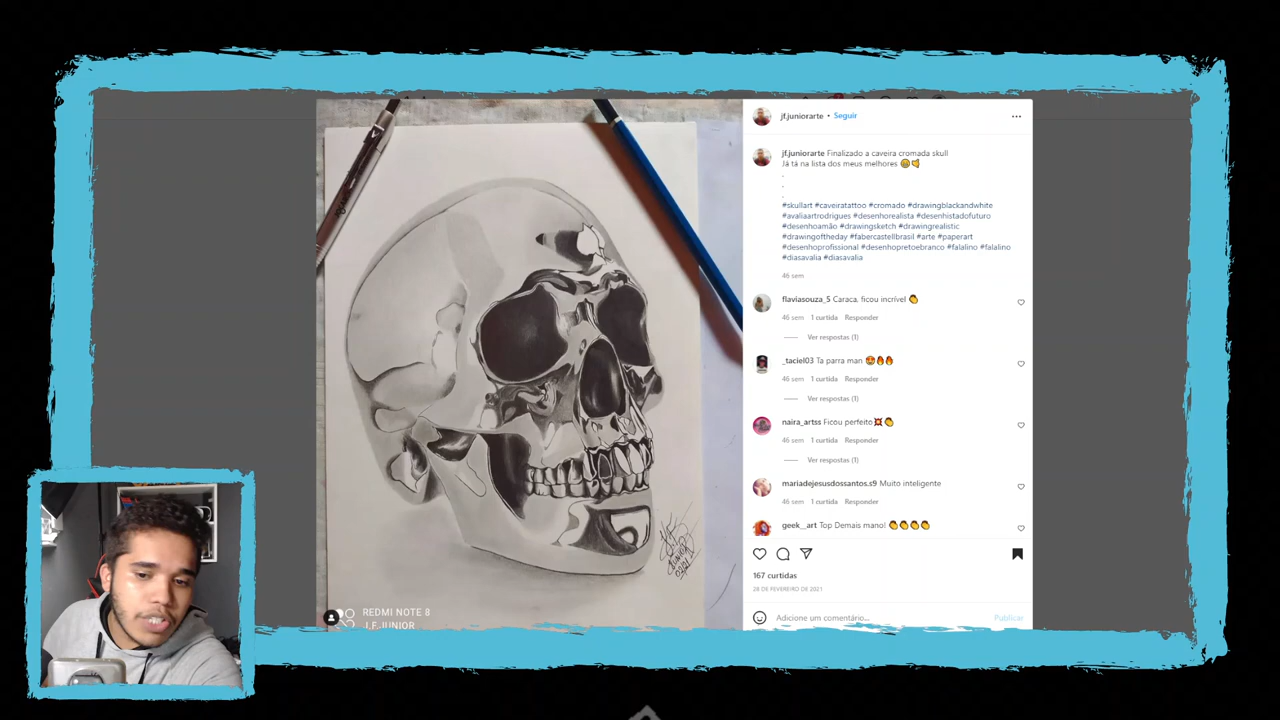 jf.juniorarte • Seguir
jf.juniorarte Finalizado a caveira cromada skull
Já tá na lista dos meus melhores
.
.
.
#skullart #caveiratattoo #cromado #drawingblackandwhite
#avaliaartrodrigues #desenhorealista #desenhistadofuturo
#desenhoamão #drawingsketch #drawingrealistic
#drawingoftheday #fabercastellbrasil #arte #paperart
#desenhoprofissional #desenhopretoebranco #falalino #falalino
#diasavalia #diasavalia
46 sem
flaviasouza_5 Caraca, ficou incrível 👏
46 sem 1 curtida Responder
Ver respostas (1)
_taciel03 Ta parra man 😍🔥🔥
46 sem 1 curtida Responder
Ver respostas (1)
naira_artss Ficou perfeito💥👏
46 sem 1 curtida Responder
Ver respostas (1)
mariadejesusdossantos.s9 Muito inteligente
46 sem 1 curtida Responder
geek__art Top Demais mano! 👏👏👏👏
167 curtidas
28 DE FEVEREIRO DE 2021
Adicione um comentário...
Publicar
JUNIOR
REDMI NOTE 8
J.F.JUNIOR